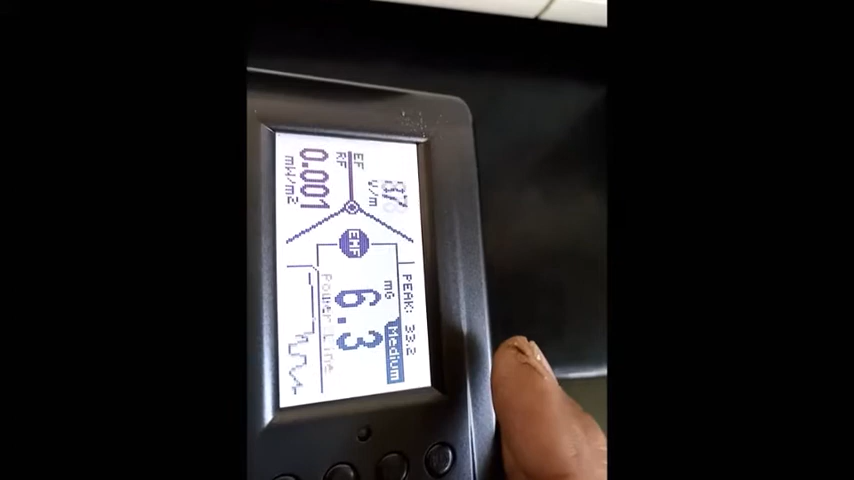 EF
RF
V/m
0.001
mW/m2
EMF
PEAK: 33.2
mG
Medium
6.3
Power Line